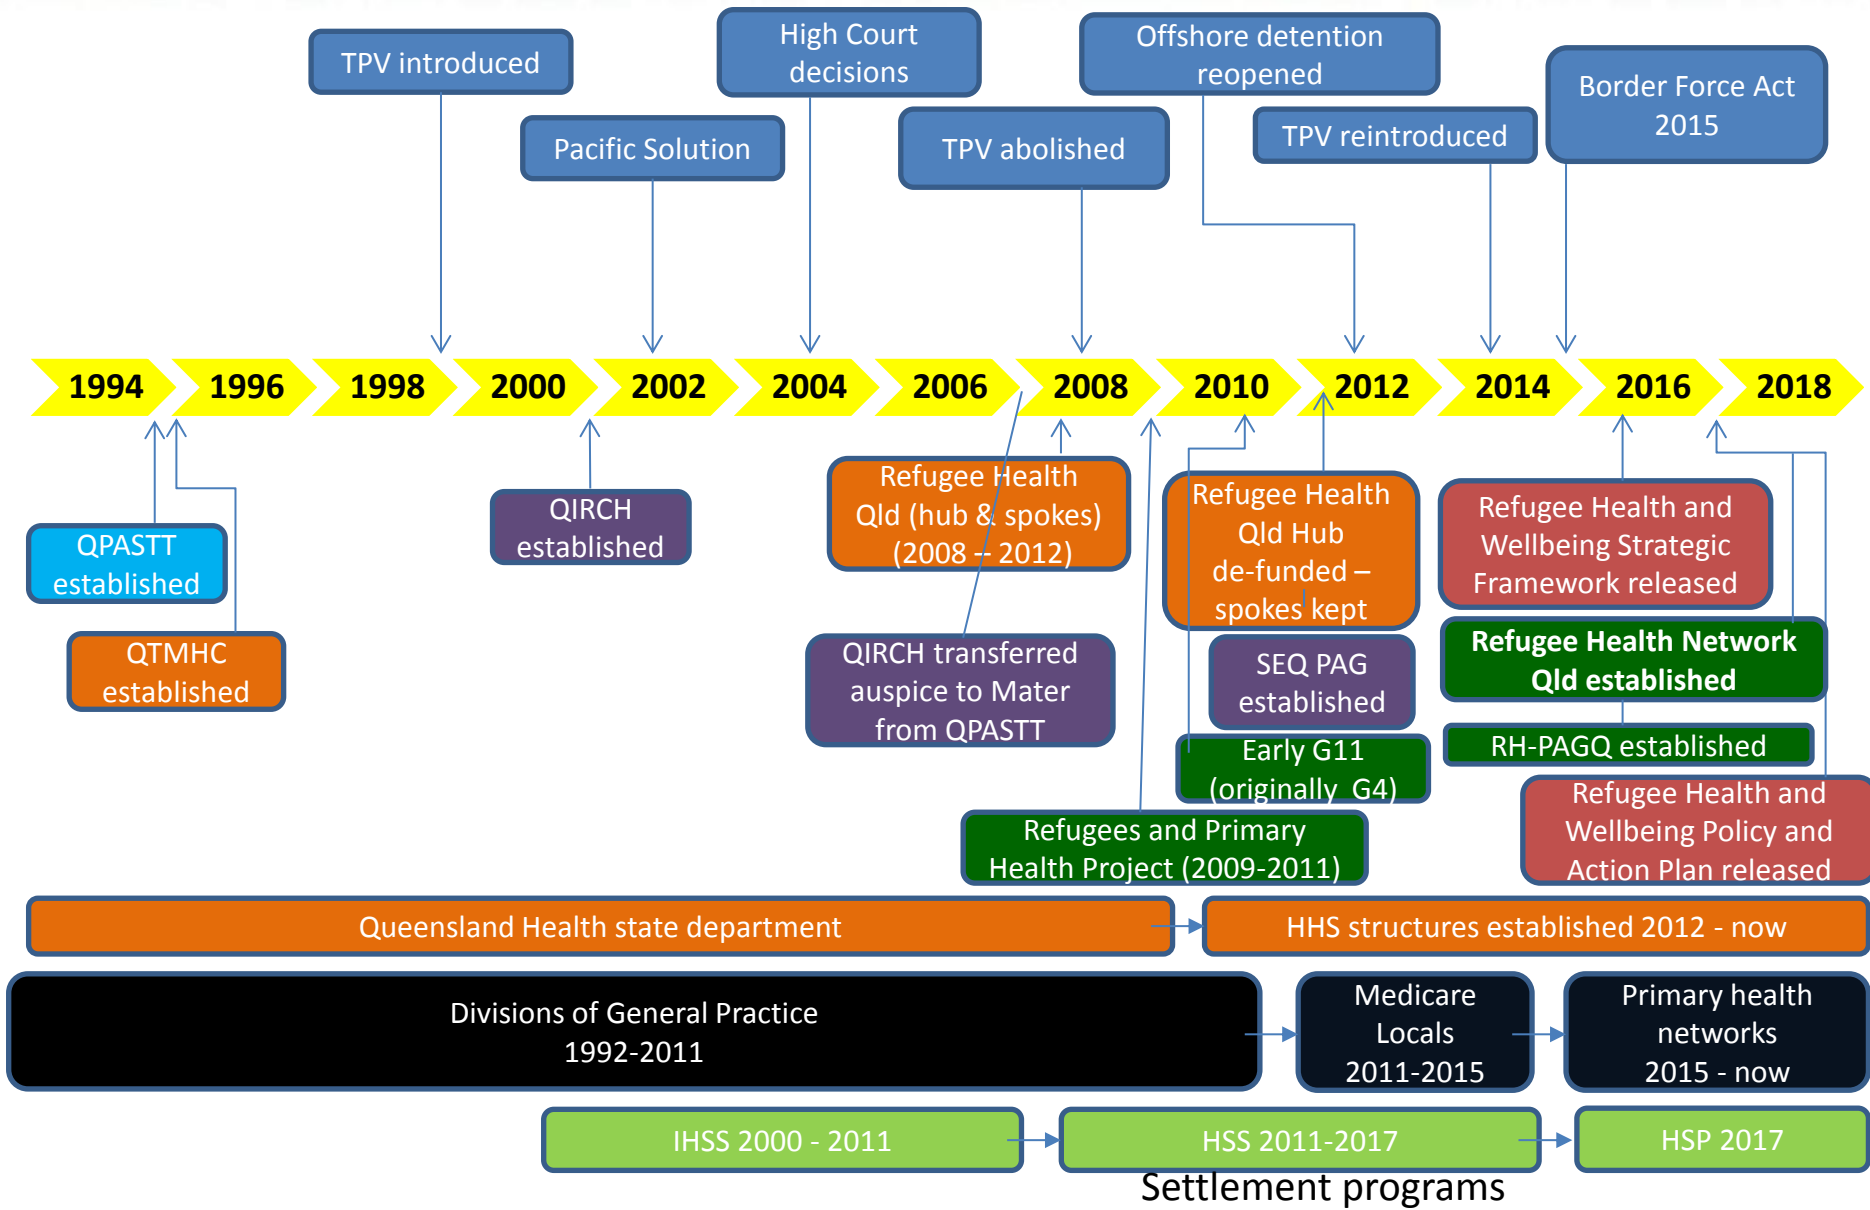 TPV introduced
Pacific Solution
High Court
decisions
TPV abolished
Offshore detention
reopened
TPV reintroduced
Border Force Act
2015
1994
1996
1998
2000
2002
2004
2006
2008
2010
2012
2014
2016
2018
QPASTT
established
QTMHC
established
QIRCH
established
Refugee Health
Qld (hub & spokes)
(2008 – 2012)
QIRCH transferred
auspice to Mater
from QPASTT
Refugee Health
Qld Hub
de-funded –
spokes kept
SEQ PAG
established
Early G11
(originally G4)
Refugees and Primary
Health Project (2009-2011)
Refugee Health and
Wellbeing Strategic
Framework released
Refugee Health Network
Qld established
RH-PAGQ established
Refugee Health and
Wellbeing Policy and
Action Plan released
Queensland Health state department
HHS structures established 2012 - now
Divisions of General Practice
1992-2011
Medicare
Locals
2011-2015
Primary health
networks
2015 - now
IHSS 2000 - 2011
HSS 2011-2017
HSP 2017
Settlement programs